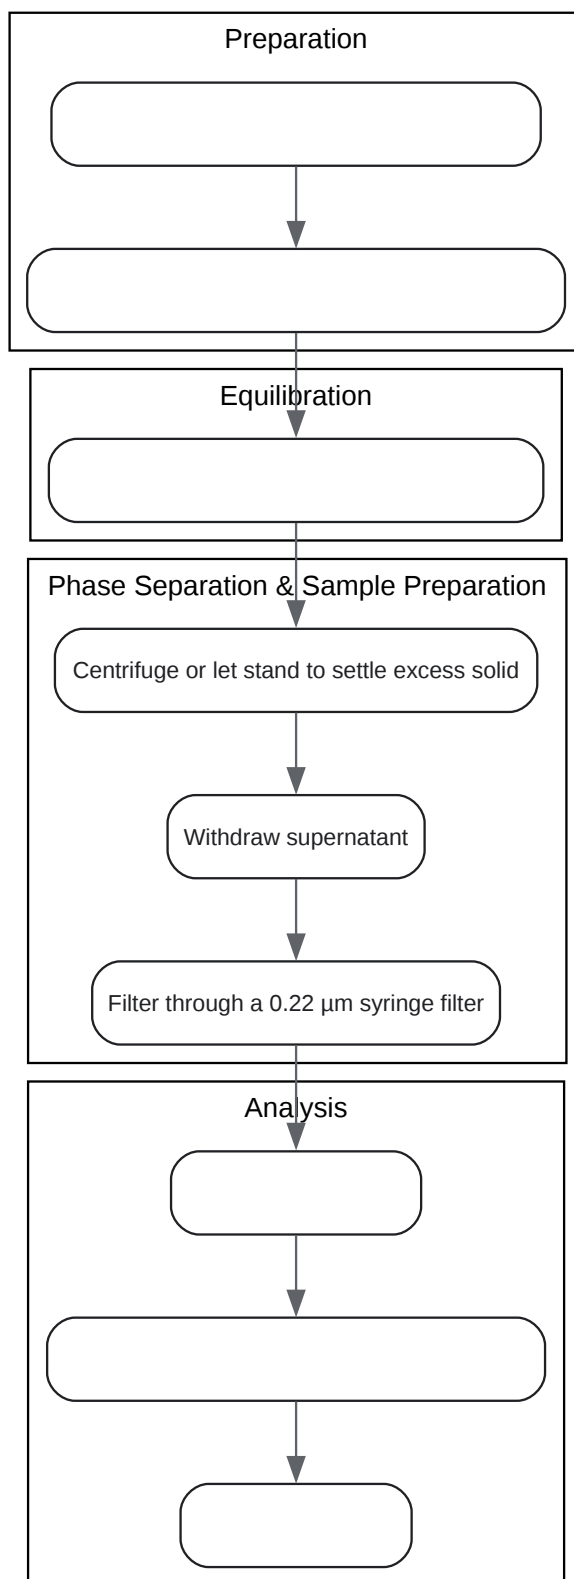 Preparation
Equilibration
Phase Separation & Sample Preparation
Centrifuge or let stand to settle excess solid
Withdraw supernatant
Filter through a 0.22 µm syringe filter
Analysis